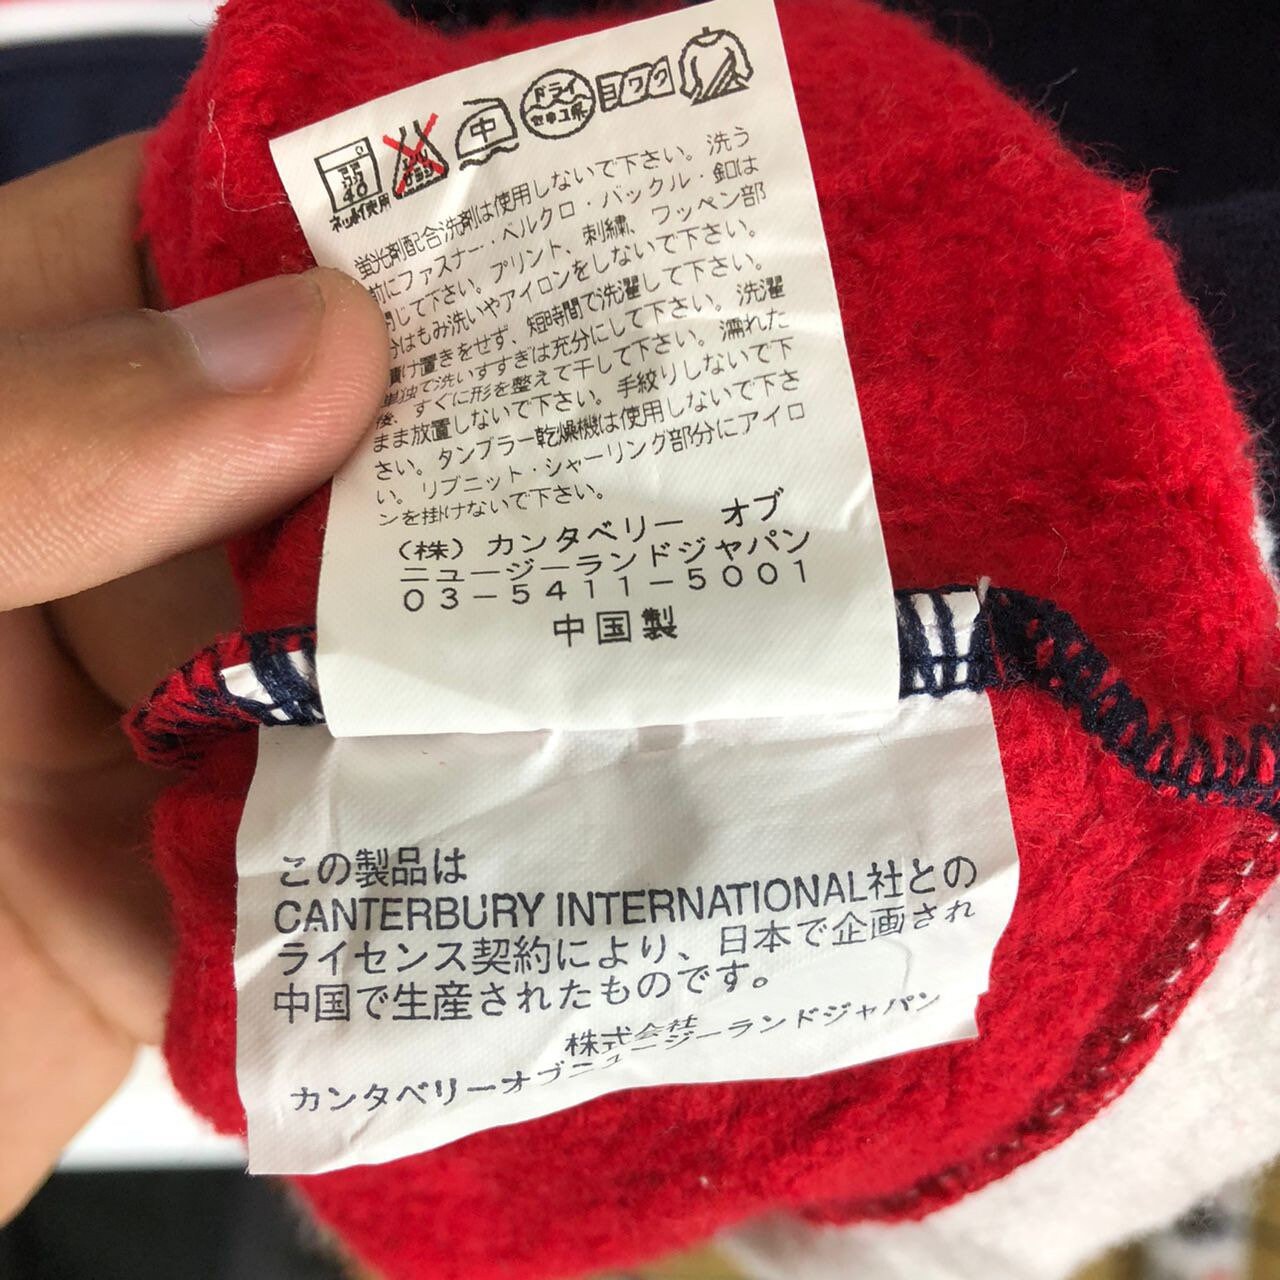 40
ネット使用
中
ドライ
セキユ系
ヨワク
蛍光剤配合洗剤は使用しないで下さい。洗う
前にファスナー・ベルクロ・バックル・釦は
閉じて下さい。プリント、刺繍、ワッペン部
分はもみ洗いやアイロンをしないで下さい。
漬け置きをせず、短時間で洗濯して下さい。
単独で洗いすすぎは充分にして下さい。洗濯
後、すぐに形を整えて干して下さい。濡れた
まま放置しないで下さい。手絞りしないで下
さい。タンブラー乾燥機は使用しないで下さ
い。リブニット・シャーリング部分にアイロ
ンを掛けないで下さい。
(株)カンタベリー オブ
ニュージーランドジャパン
03-5411-5001
中国製
この製品は
CANTERBURY INTERNATIONAL社との
ライセンス契約により、日本で企画され
中国で生産されたものです。
株式会社
カンタベリーオブニュージーランドジャパン